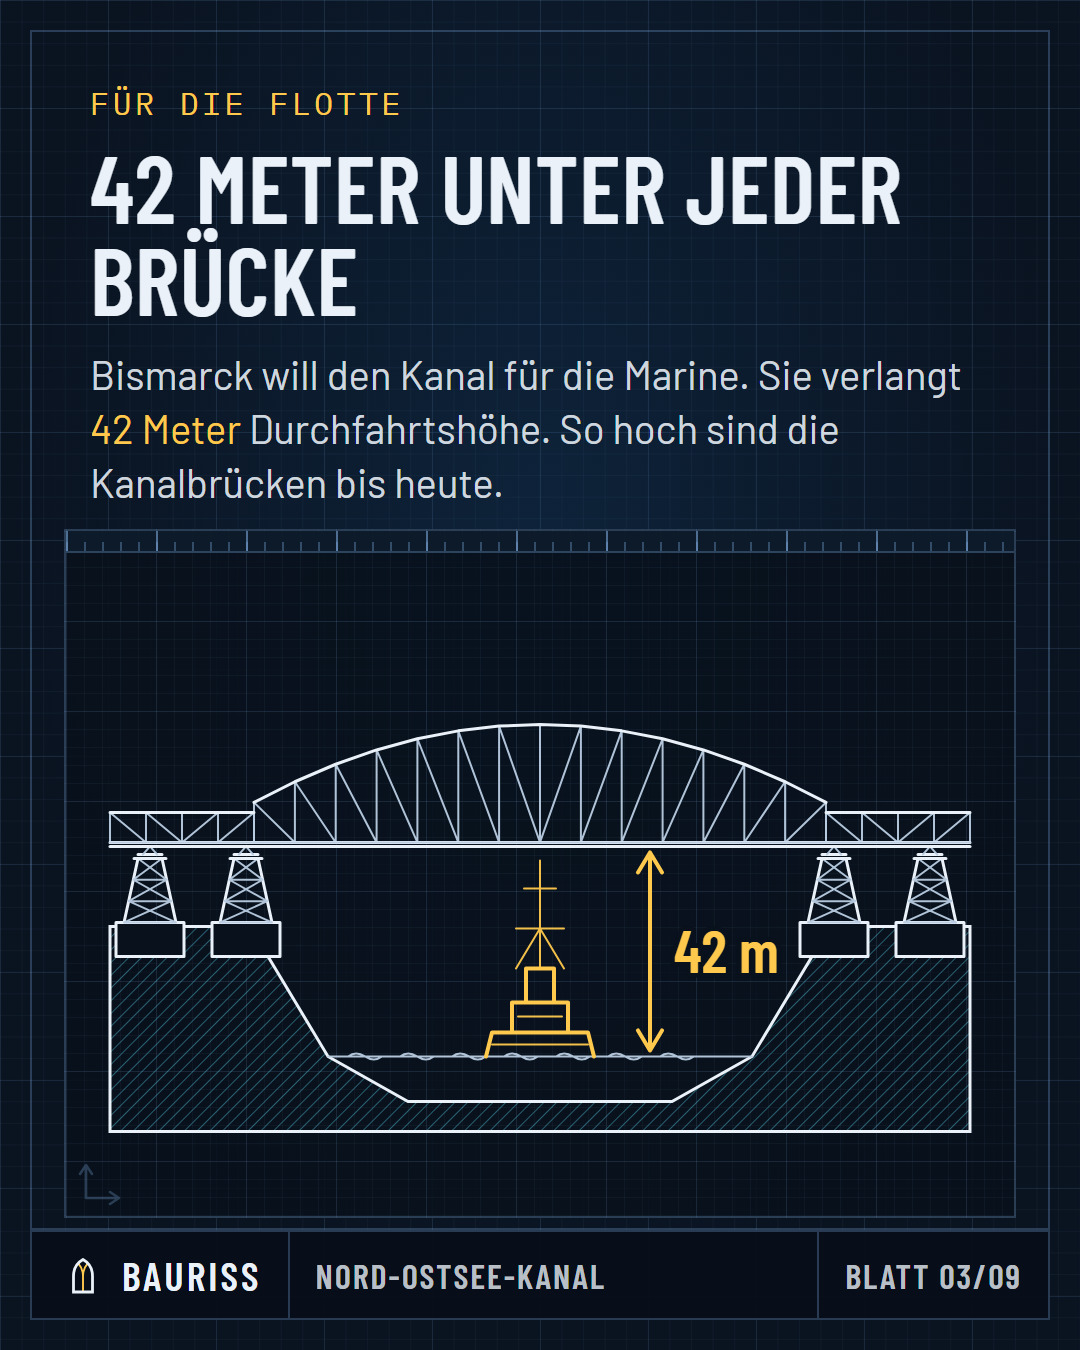 FÜR DIE FLOTTE
42 METER UNTER JEDER
BRÜCKE
Bismarck will den Kanal für die Marine. Sie verlangt
42 Meter Durchfahrtshöhe. So hoch sind die
Kanalbrücken bis heute.
42 m
BAURISS
NORD-OSTSEE-KANAL
BLATT 03/09